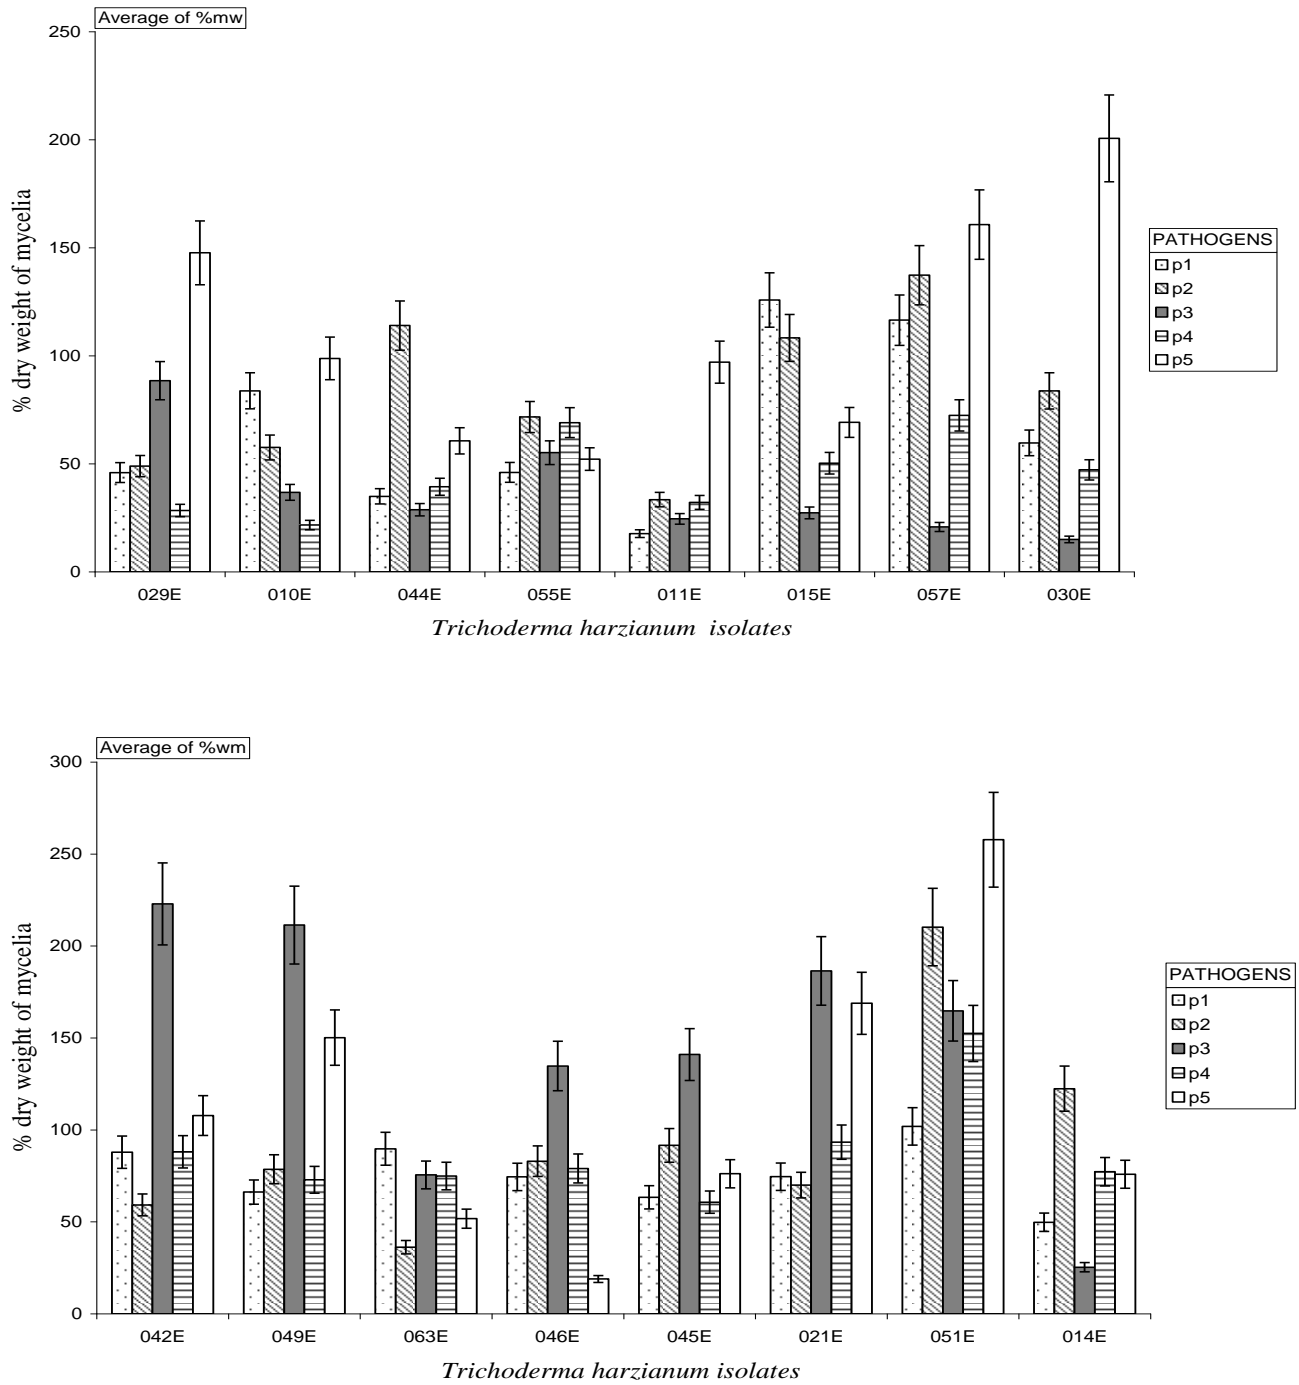 Average of %mw
250
200
150
100
50
0
% dry weight of mycelia
029E 010E 044E 055E 011E 015E 057E 030E
Trichoderma harzianum isolates
PATHOGENS
p1
p2
p3
p4
p5
Average of %wm
300
250
200
150
100
50
0
% dry weight of mycelia
042E 049E 063E 046E 045E 021E 051E 014E
Trichoderma harzianum isolates
PATHOGENS
p1
p2
p3
p4
p5